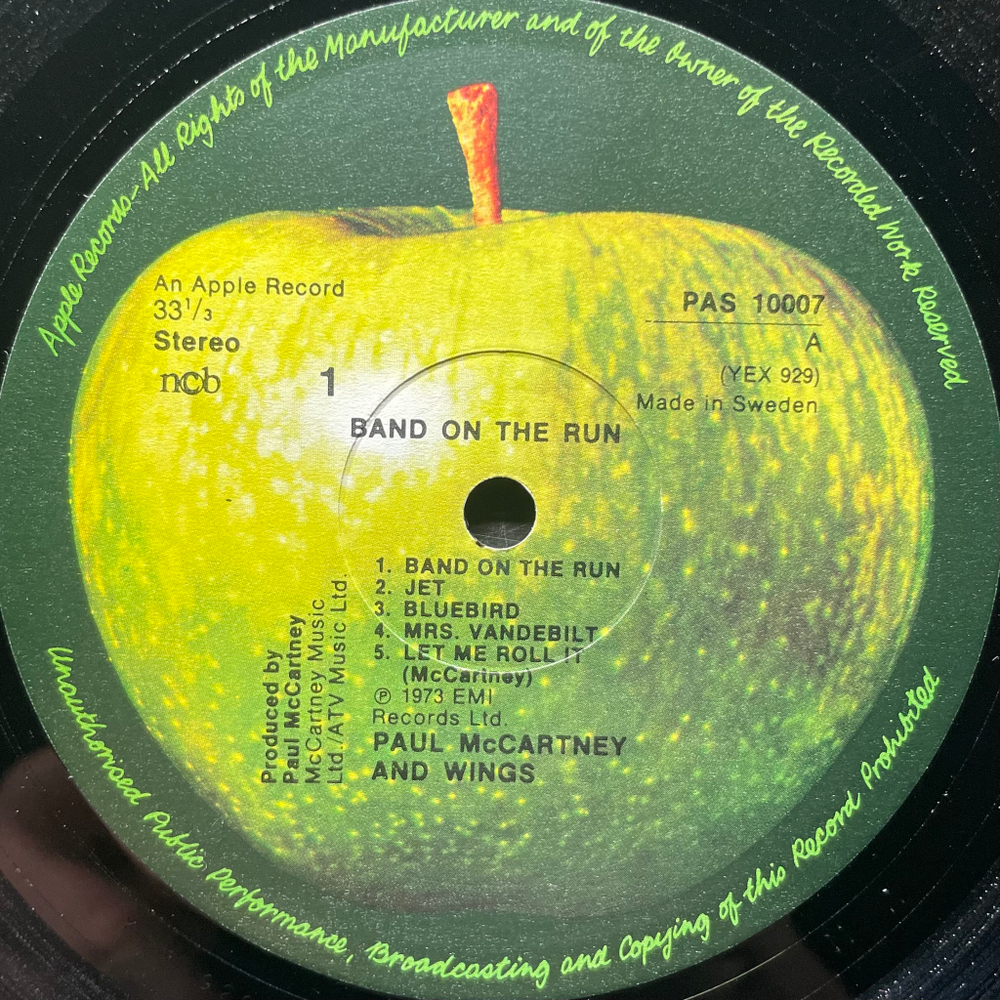 Apple Records - All Rights of the Manufacturer and of the Owner of the Recorded Work Reserved
An Apple Record
33 1/3
Stereo
ncb
1
PAS 10007
A
(YEX 929)
Made in Sweden
BAND ON THE RUN
1. BAND ON THE RUN
2. JET
3. BLUEBIRD
4. MRS. VANDEBILT
5. LET ME ROLL IT
(McCartney)
℗ 1973 EMI
Records Ltd.
PAUL McCARTNEY
AND WINGS
Produced by
Paul McCartney
McCartney Music
Ltd./ATV Music Ltd.
Unauthorised Public Performance, Broadcasting and Copying of this Record Prohibited